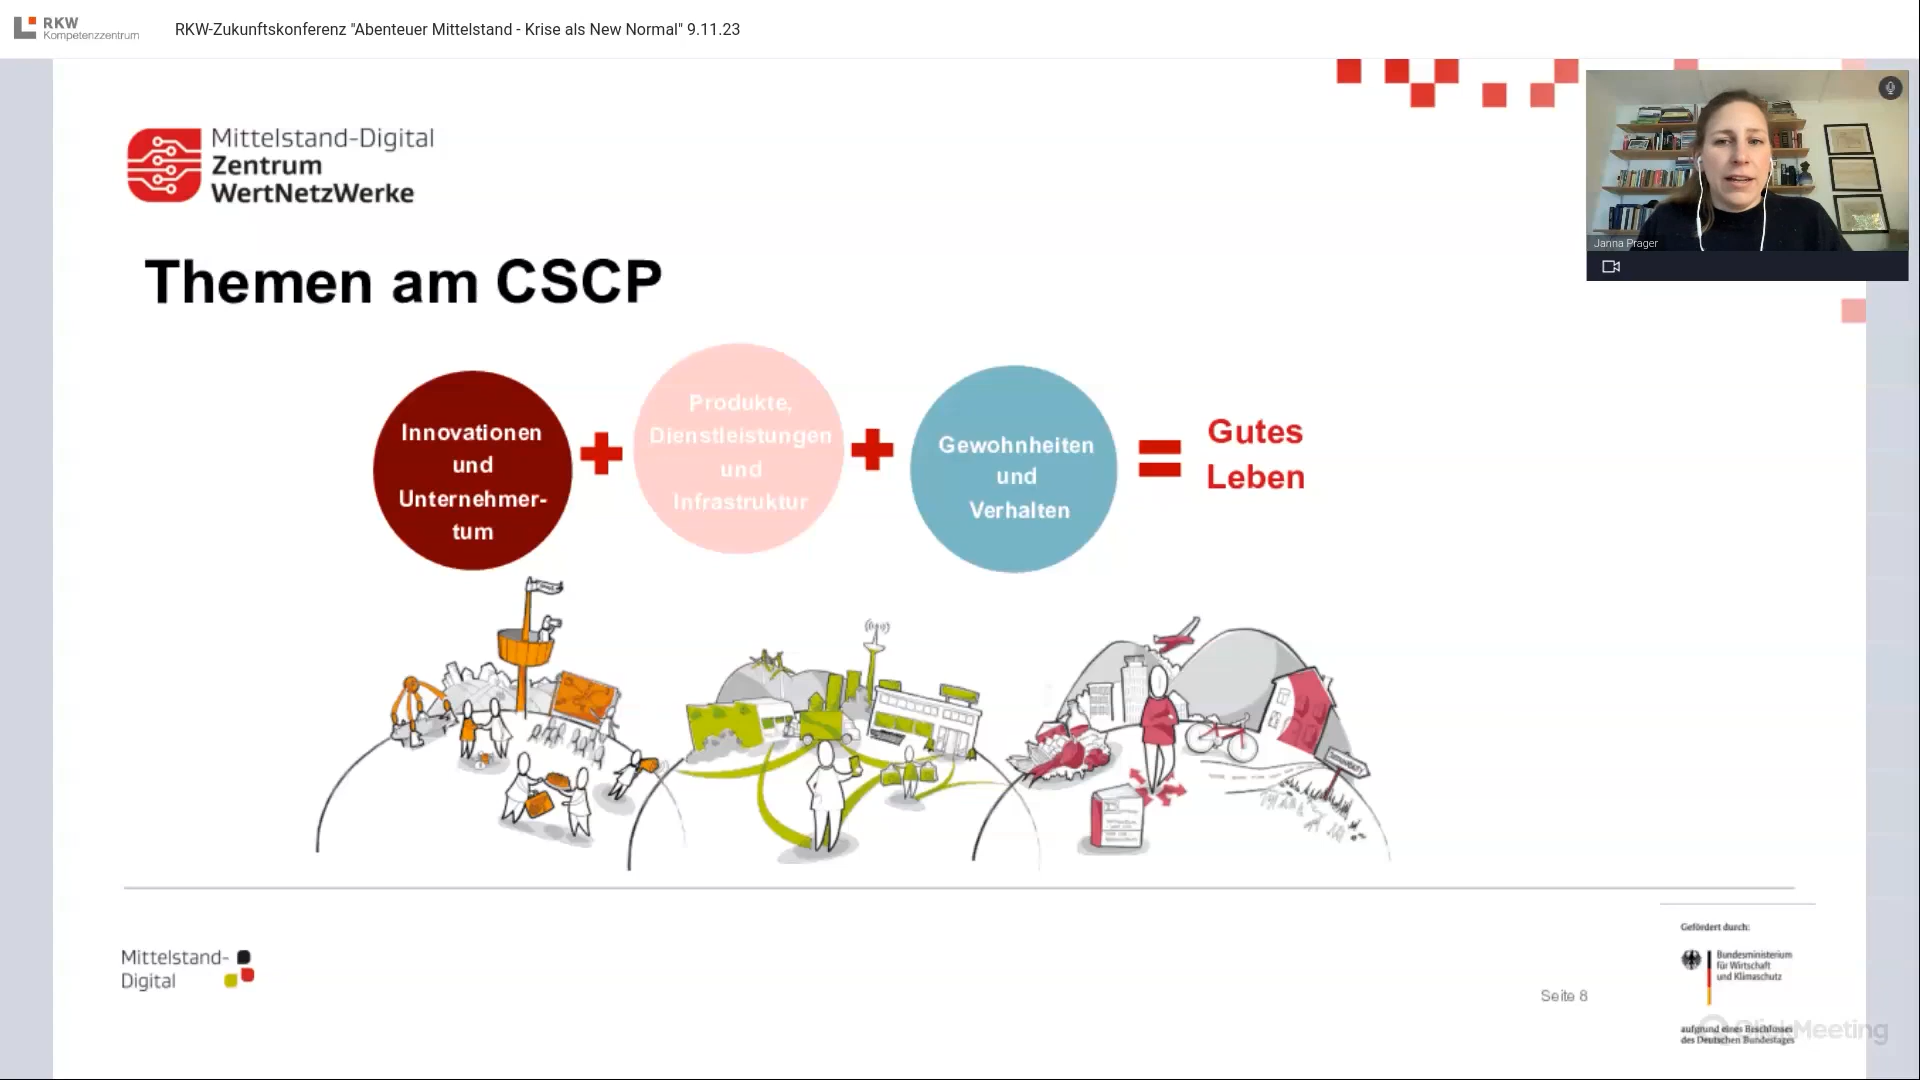 RKW
Kompetenzzentrum
RKW-Zukunftskonferenz "Abenteuer Mittelstand - Krise als New Normal" 9.11.23
Mittelstand-Digital
Zentrum
WertNetzWerke
Janna Prager
Themen am CSCP
Innovationen
und
Unternehmer-
tum
Produkte,
Dienstleistungen
und
Infrastruktur
Gewohnheiten
und
Verhalten
Gutes
Leben
Mittelstand-
Digital
Seite 8
Gefördert durch:
Bundesministerium
für Wirtschaft
und Klimaschutz
aufgrund eines Beschlusses
des Deutschen Bundestages
ClickMeeting